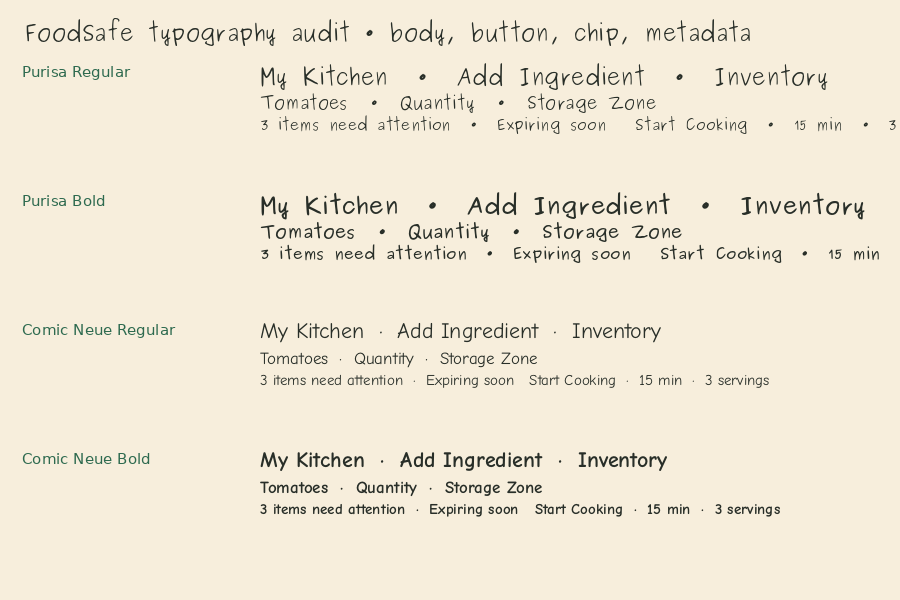 FoodSafe typography audit • body, button, chip, metadata
Purisa Regular
My Kitchen • Add Ingredient • Inventory
Tomatoes • Quantity • Storage Zone
3 items need attention • Expiring soon Start Cooking • 15 min • 3
Purisa Bold
My Kitchen • Add Ingredient • Inventory
Tomatoes • Quantity • Storage Zone
3 items need attention • Expiring soon Start Cooking • 15 min
Comic Neue Regular
My Kitchen · Add Ingredient · Inventory
Tomatoes · Quantity · Storage Zone
3 items need attention · Expiring soon Start Cooking · 15 min · 3 servings
Comic Neue Bold
My Kitchen · Add Ingredient · Inventory
Tomatoes · Quantity · Storage Zone
3 items need attention · Expiring soon Start Cooking · 15 min · 3 servings